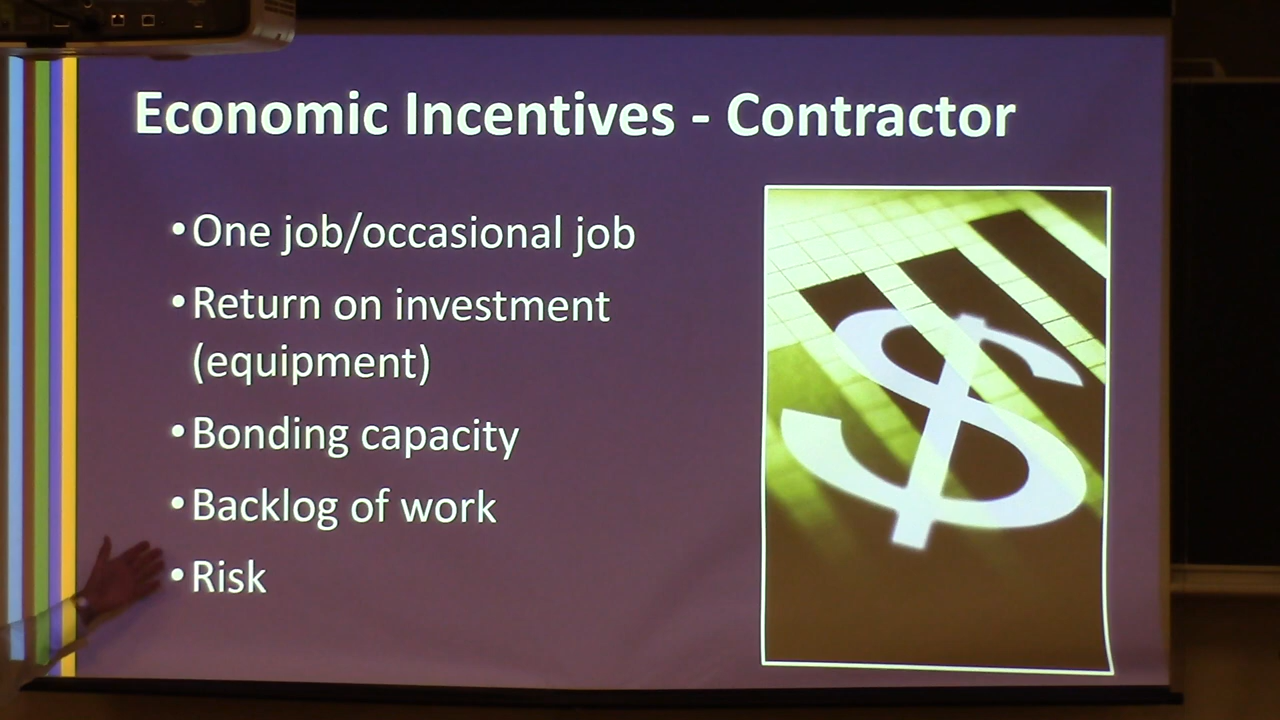 Economic Incentives - Contractor
•One job/occasional job
•Return on investment
(equipment)
•Bonding capacity
•Backlog of work
•Risk
$